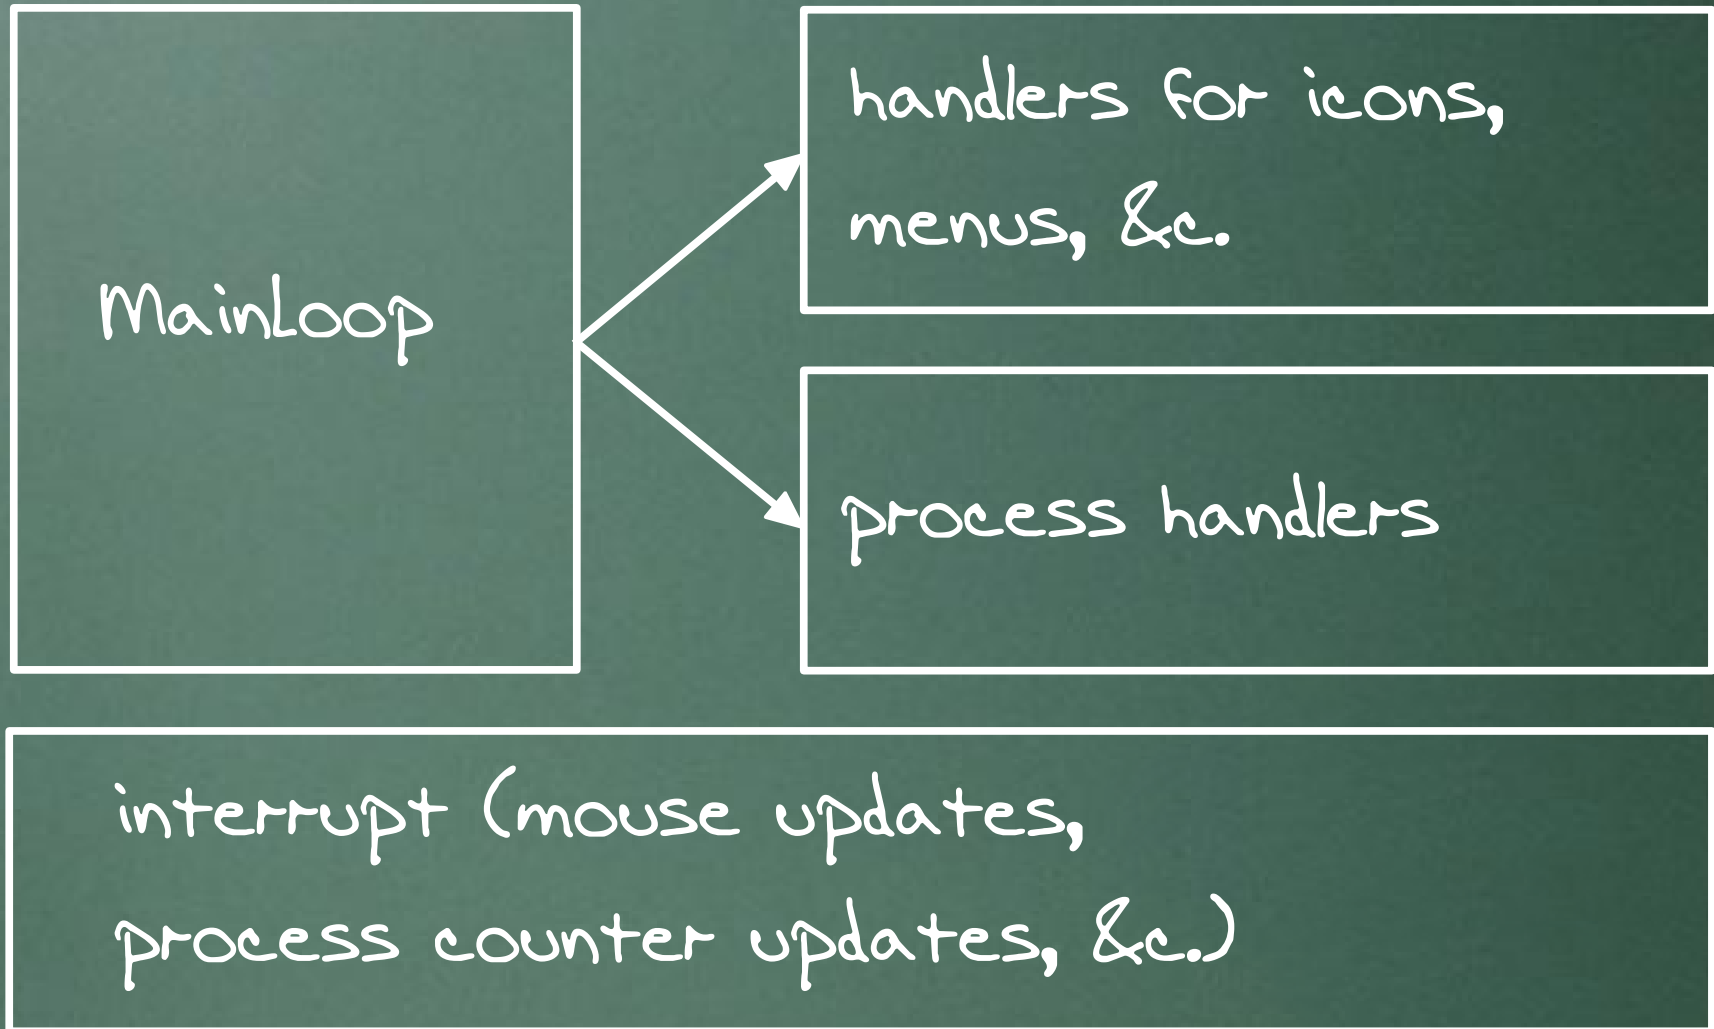 MainLoop
handlers for icons,
menus, &c.
process handlers
interrupt (mouse updates,
process counter updates, &c.)